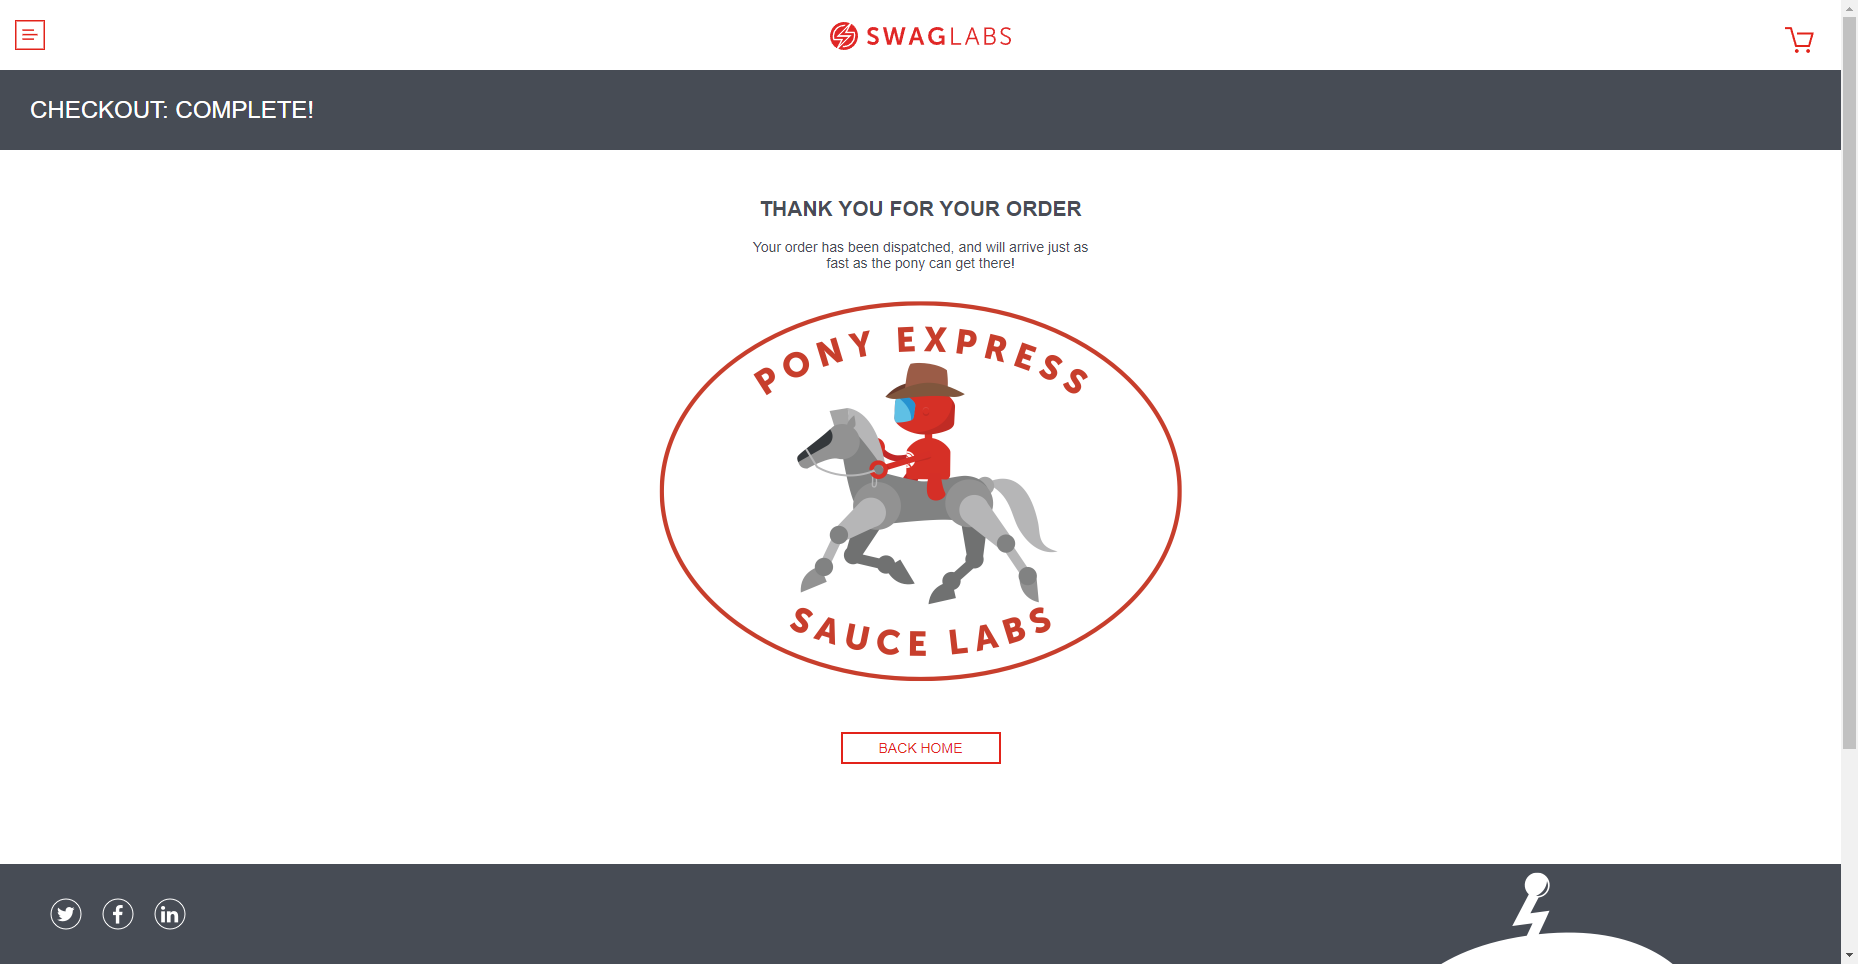 SWAGLABS
CHECKOUT: COMPLETE!
THANK YOU FOR YOUR ORDER
Your order has been dispatched, and will arrive just as
fast as the pony can get there!
PONY EXPRESS
SAUCE LABS
BACK HOME